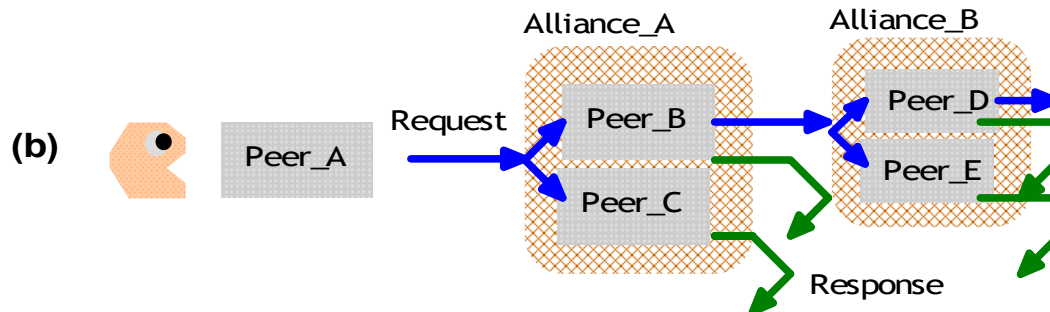 Alliance_A
Alliance_B
(b)
Peer_A
Request
Peer_B
Peer_C
Peer_D
Peer_E
Response